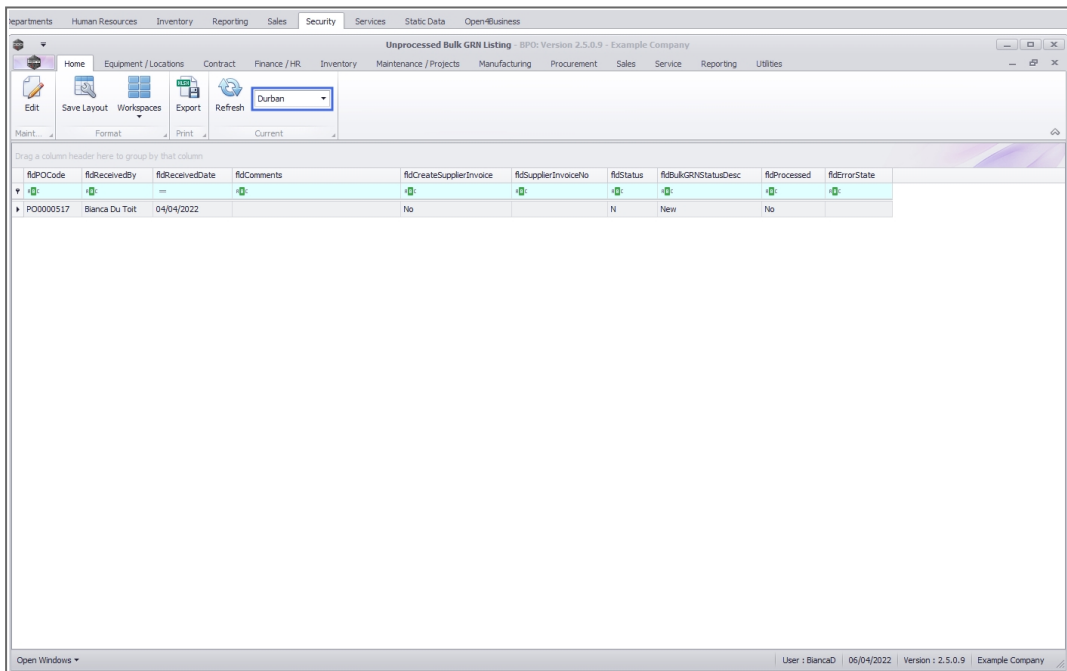 epartments Human Resources Inventory Reporting Sales Security Services Static Data Open4Business
Unprocessed Bulk GRN Listing - BPO: Version 2.5.0.9 - Example Company
Home Equipment / Locations Contract Finance / HR Inventory Maintenance / Projects Manufacturing Procurement Sales Service Reporting Utilities
Edit Save Layout Workspaces Export Refresh Durban
Maint... Format Print Current
Drag a column header here to group by that column
fldPOCode fldReceivedBy fldReceivedDate fldComments fldCreateSupplierInvoice fldSupplierInvoiceNo fldStatus fldBulkGRNStatusDesc fldProcessed fldErrorState
PO0000517 Bianca Du Toit 04/04/2022 No N New No
Open Windows User : BiancaD 06/04/2022 Version : 2.5.0.9 Example Company